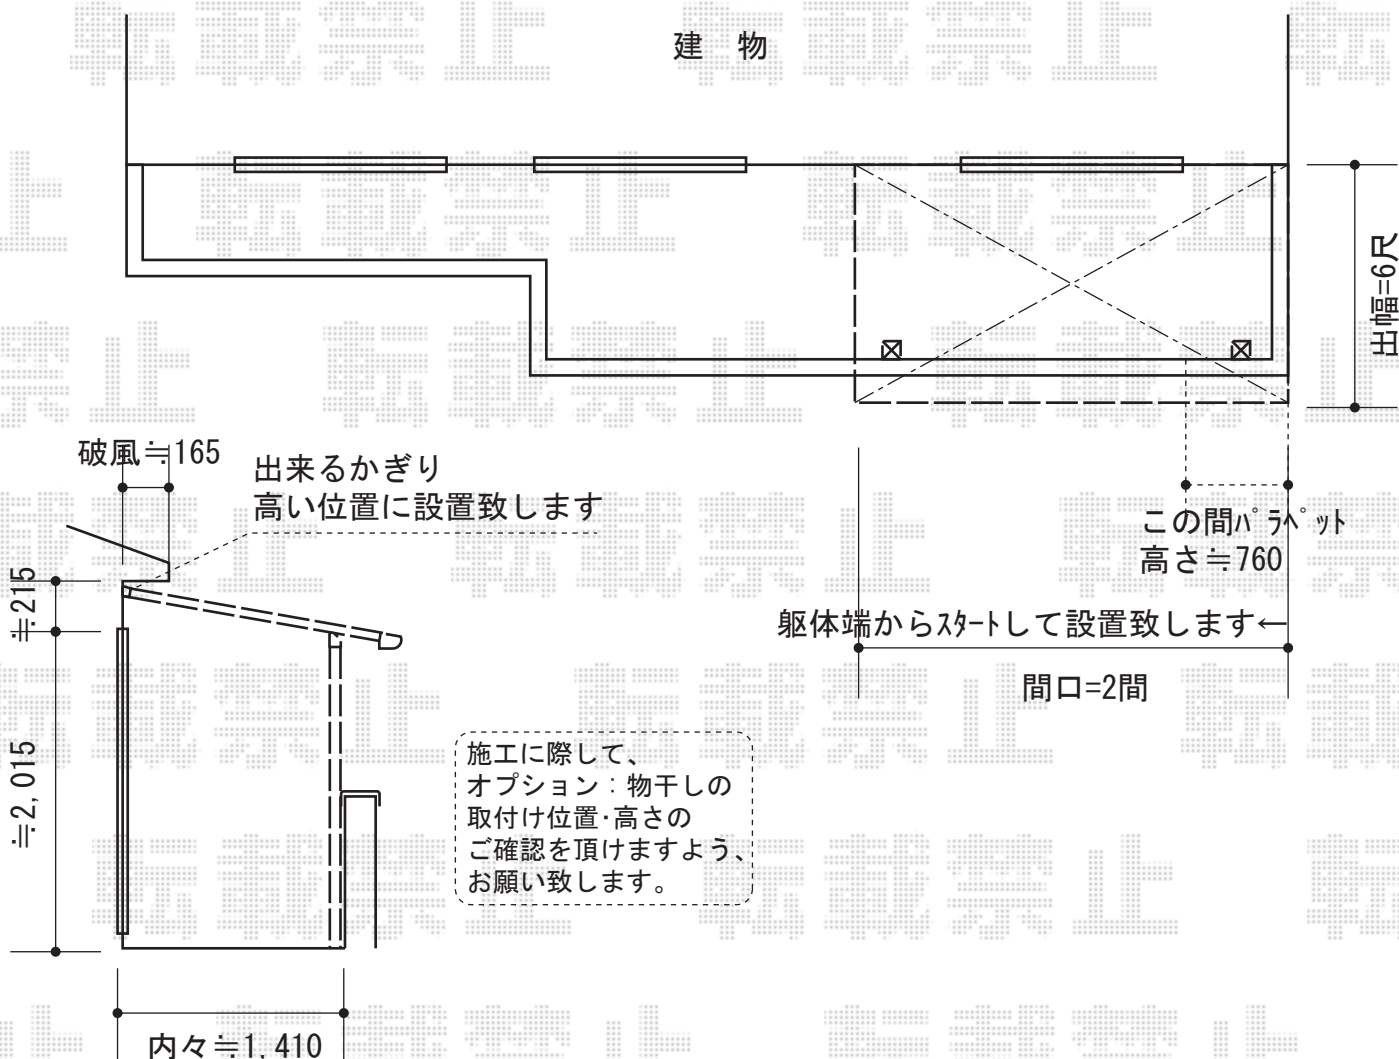 建　物
出幅=6尺
破風≒165
出来るかぎり
高い位置に設置致します
この間ﾊﾟﾗﾍﾟｯﾄ
高さ≒760
≒215
躯体端からｽﾀｰﾄして設置致します←
間口=2間
≒2,015
施工に際して、
オプション：物干しの
取付け位置･高さの
ご確認を頂けますよう、
お願い致します。
内々≒1,410
転載禁止